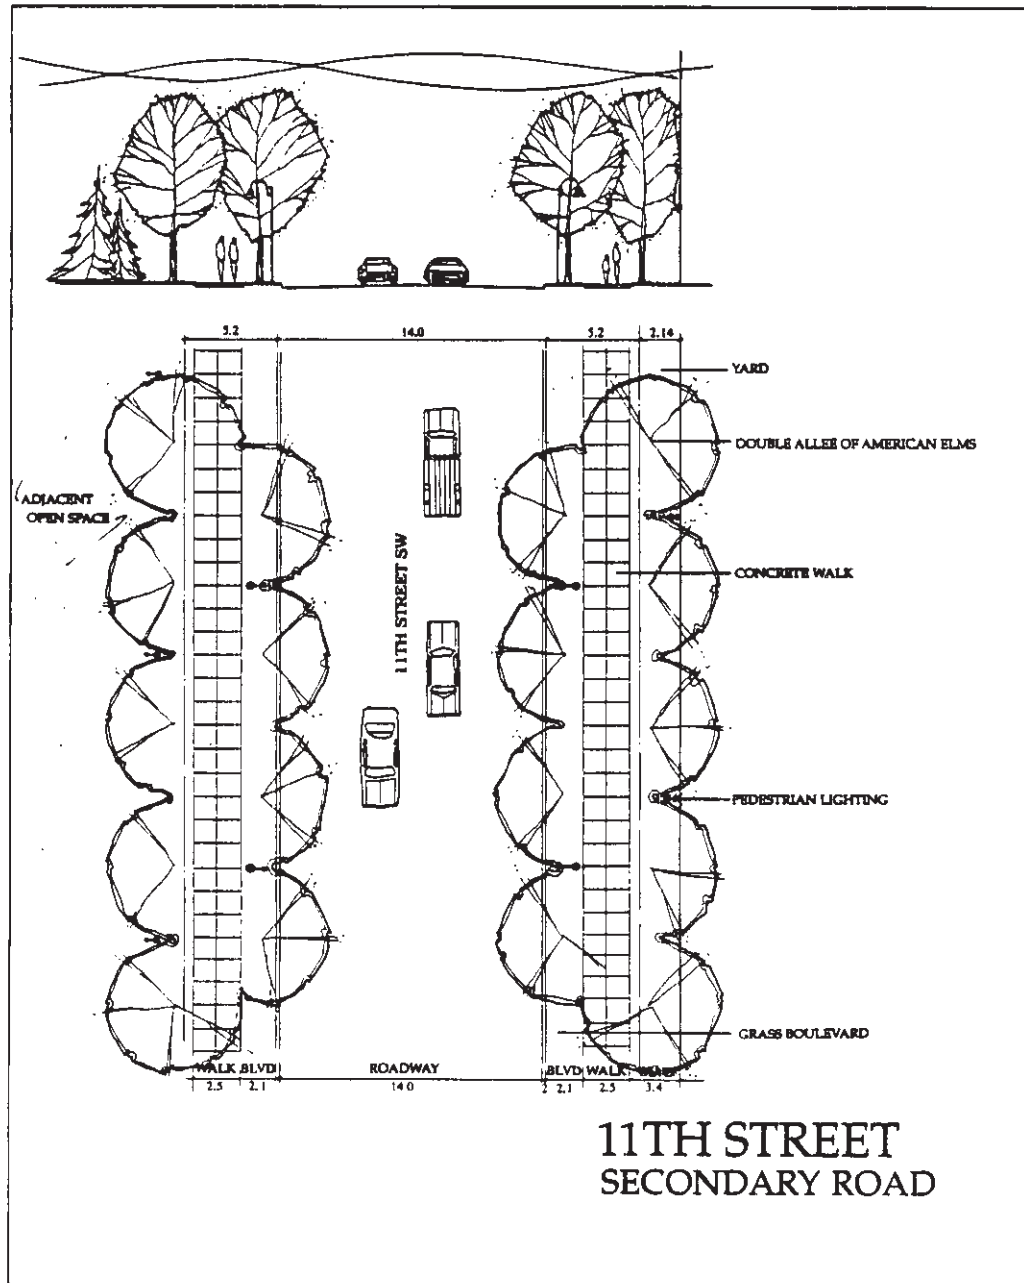 5.2 14.0 5.2 2.14
YARD
DOUBLE ALLEE OF AMERICAN ELMS
ADJACENT
OPEN SPACE
11TH STREET SW
CONCRETE WALK
PEDESTRIAN LIGHTING
GRASS BOULEVARD
WALK BLVD ROADWAY BLVD WALK
2.5 2.1 14.0 2 2.1 2.5 3.4
11TH STREET
SECONDARY ROAD